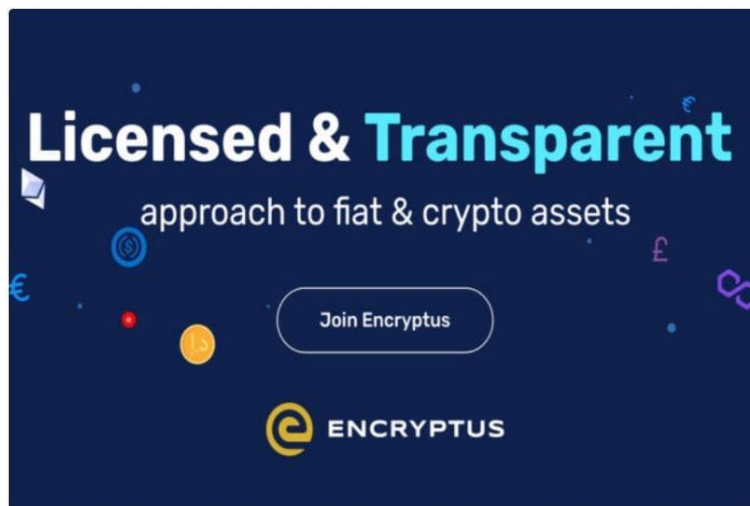 Licensed & Transparent
approach to fiat & crypto assets
€
£
$
€
د.إ
Join Encryptus
ENCRYPTUS